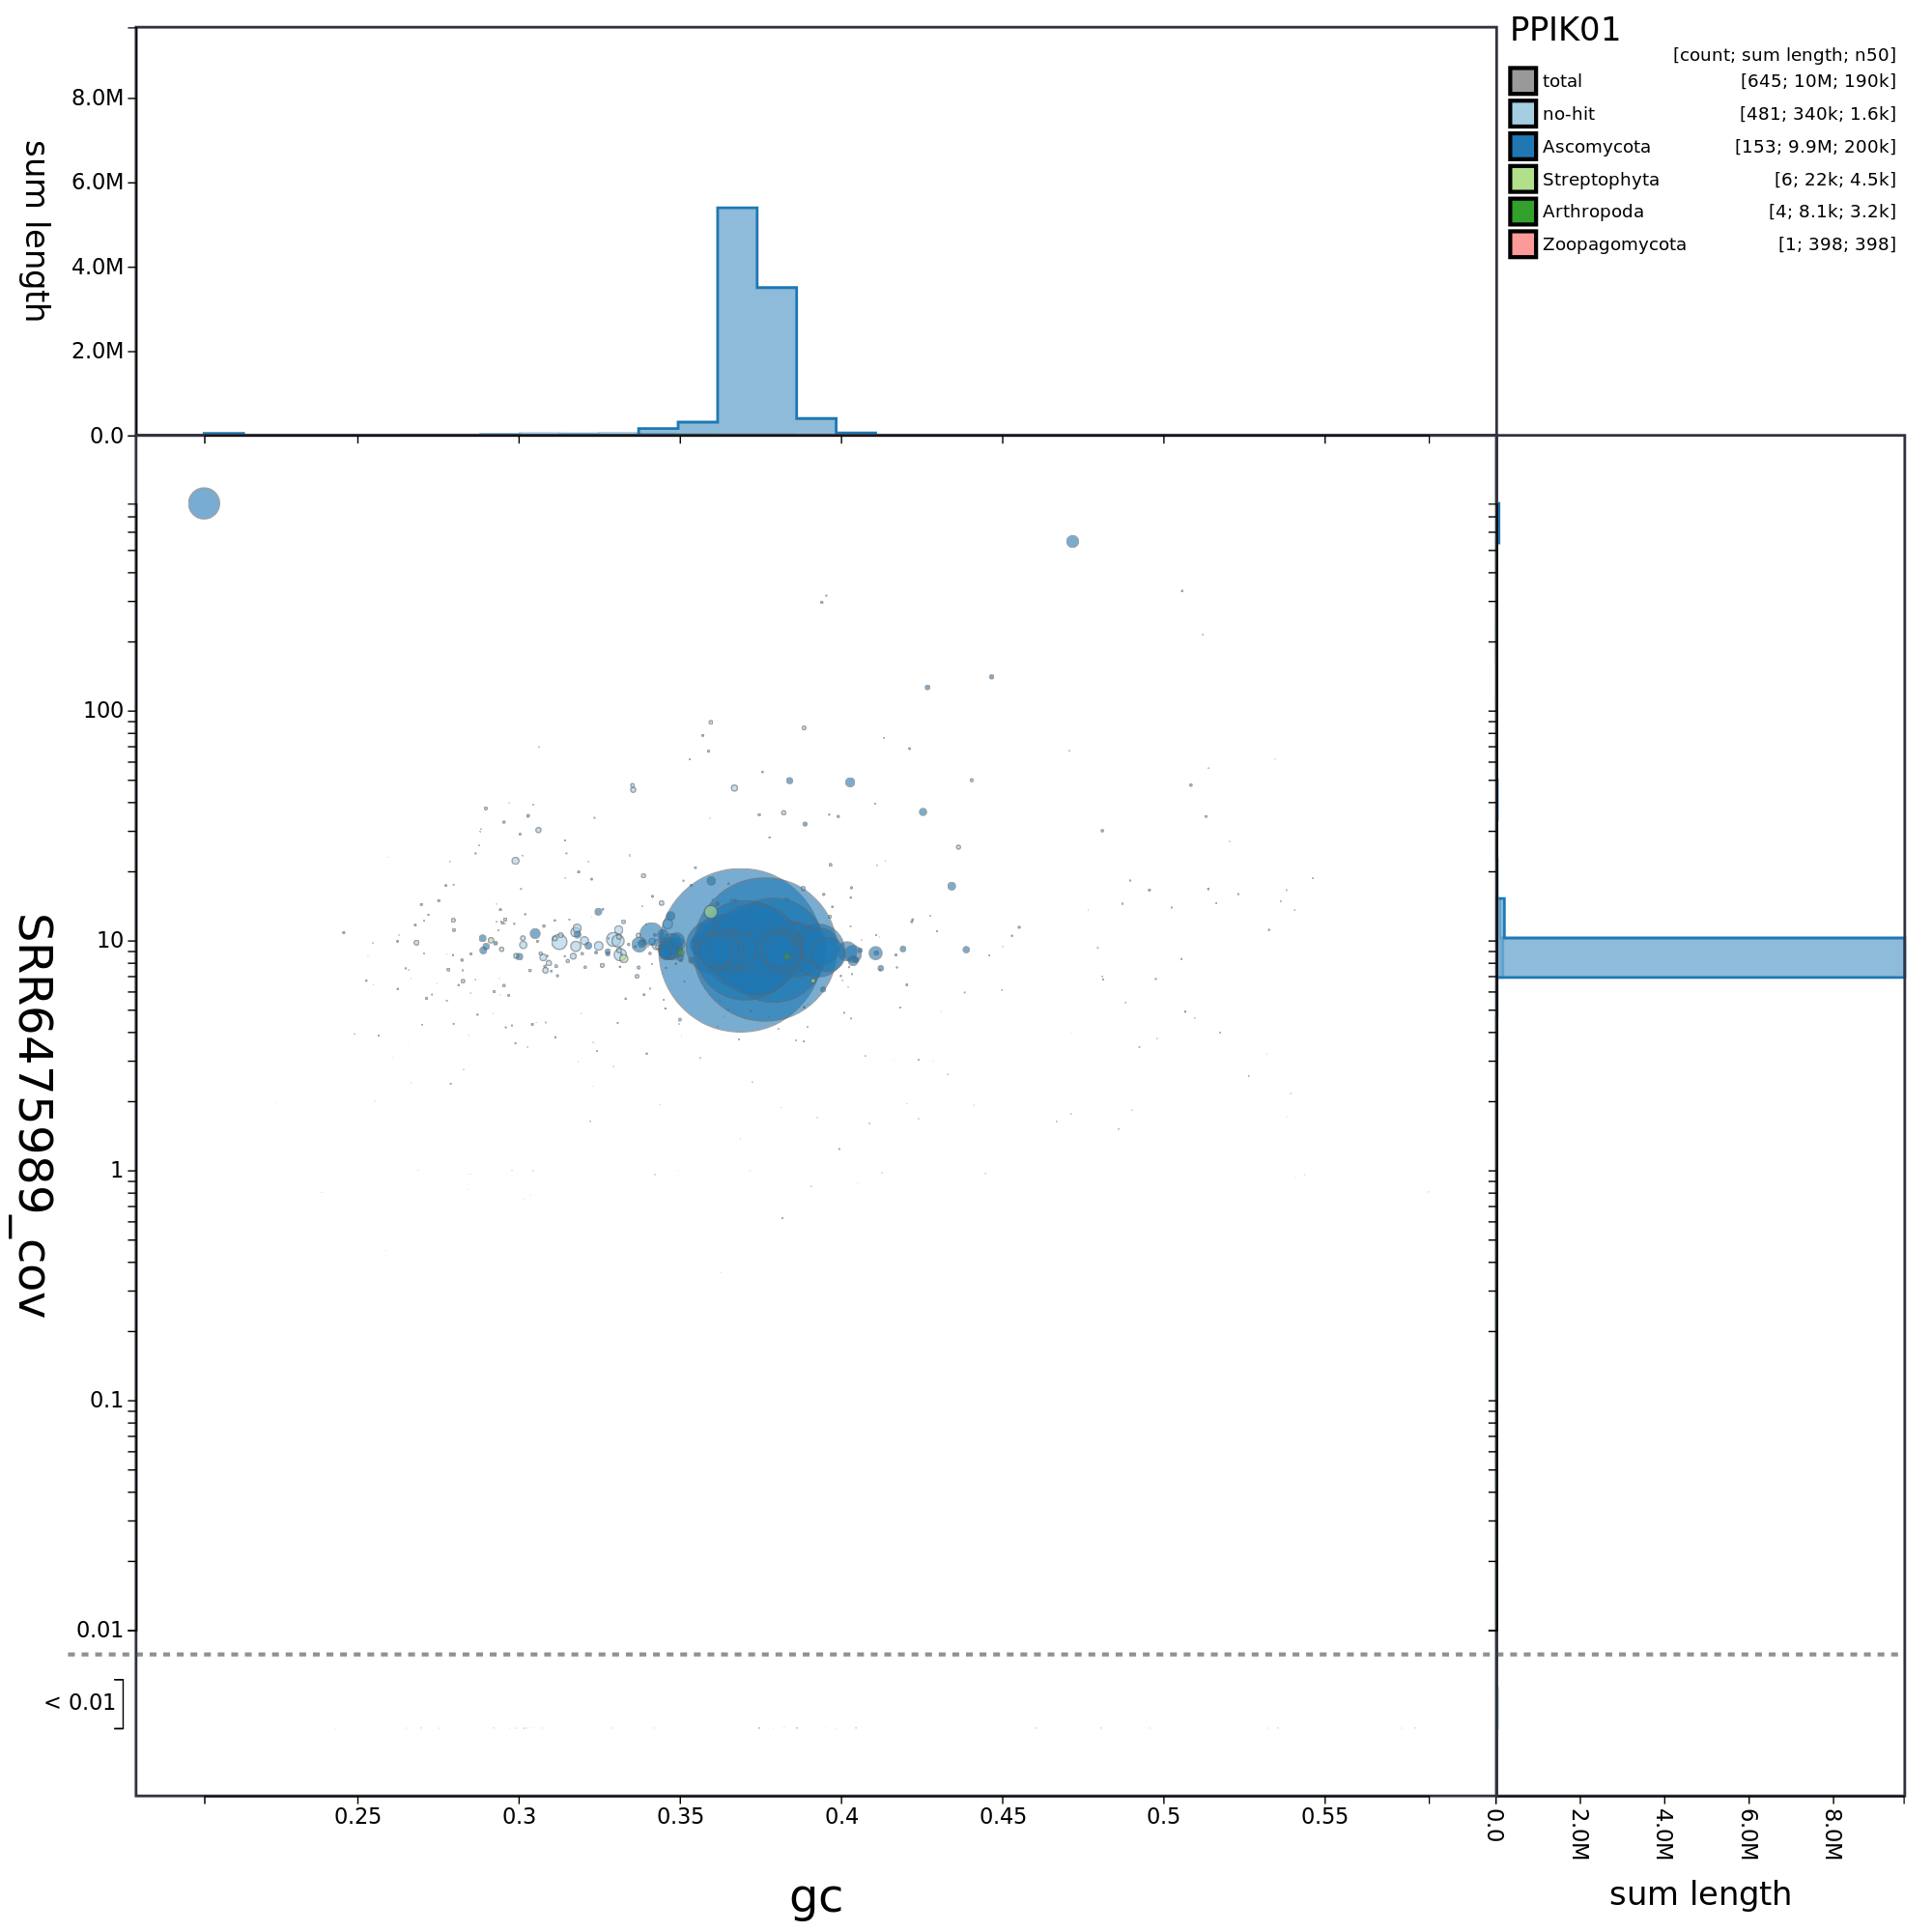 PPIK01
[count; sum length; n50]
total [645; 10M; 190k]
no-hit [481; 340k; 1.6k]
Ascomycota [153; 9.9M; 200k]
Streptophyta [6; 22k; 4.5k]
Arthropoda [4; 8.1k; 3.2k]
Zoopagomycota [1; 398; 398]
sum length
8.0M
6.0M
4.0M
2.0M
0.0
SRR6475989_cov
100
10
1
0.1
0.01
< 0.01
0.25 0.3 0.35 0.4 0.45 0.5 0.55
gc
0.0 2.0M 4.0M 6.0M 8.0M
sum length